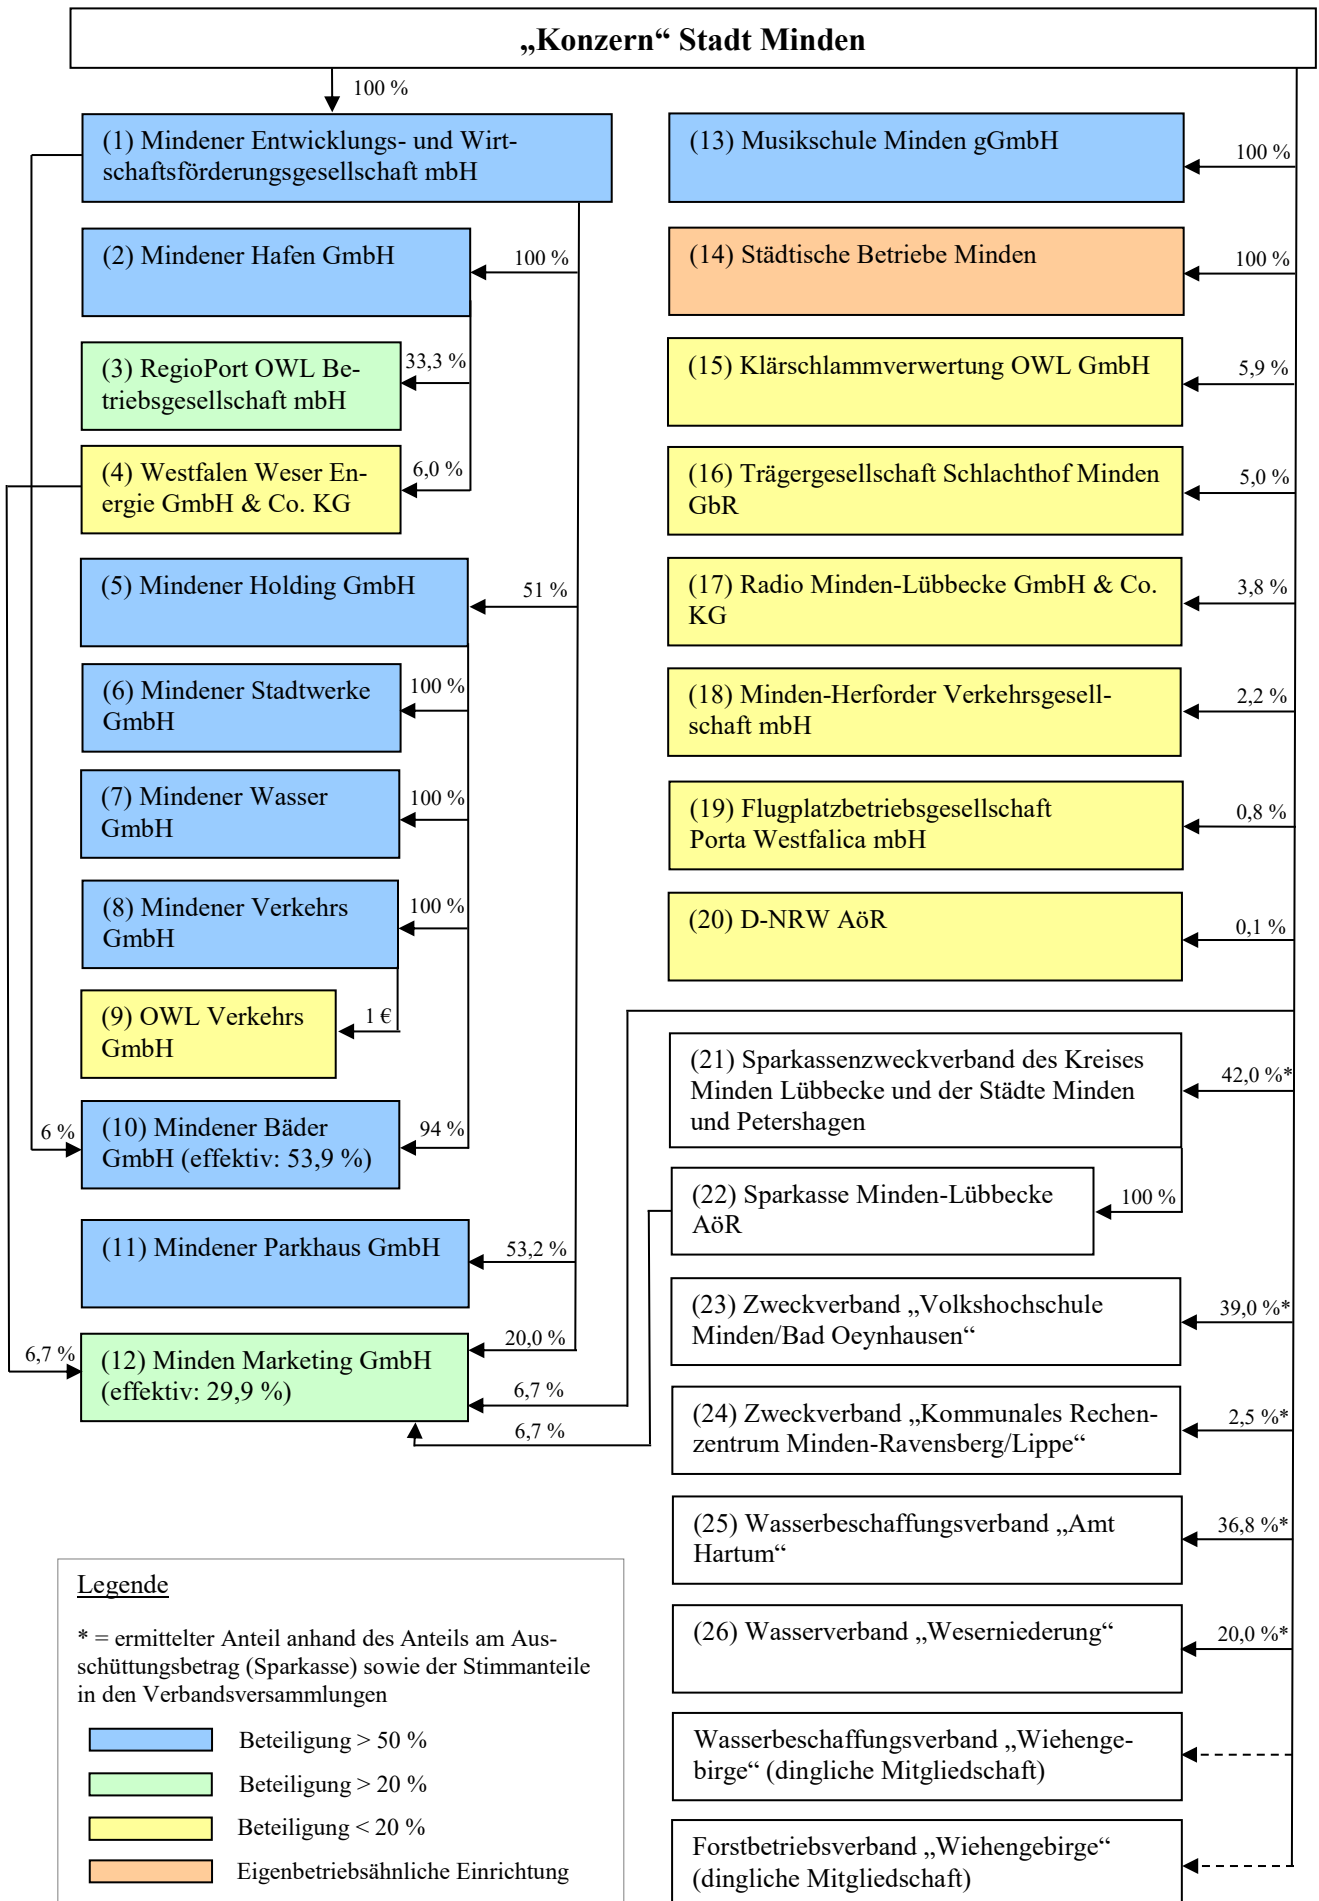 „Konzern“ Stadt Minden
100 %
(1) Mindener Entwicklungs- und Wirt-
schaftsförderungsgesellschaft mbH
(2) Mindener Hafen GmbH
100 %
(3) RegioPort OWL Be-
triebsgesellschaft mbH
33,3 %
(4) Westfalen Weser En-
ergie GmbH & Co. KG
6,0 %
(5) Mindener Holding GmbH
51 %
(6) Mindener Stadtwerke
GmbH
100 %
(7) Mindener Wasser
GmbH
100 %
(8) Mindener Verkehrs
GmbH
100 %
(9) OWL Verkehrs
GmbH
1 €
6 %
(10) Mindener Bäder
GmbH (effektiv: 53,9 %)
94 %
(11) Mindener Parkhaus GmbH
53,2 %
6,7 %
(12) Minden Marketing GmbH
(effektiv: 29,9 %)
20,0 %
6,7 %
6,7 %
(13) Musikschule Minden gGmbH
100 %
(14) Städtische Betriebe Minden
100 %
(15) Klärschlammverwertung OWL GmbH
5,9 %
(16) Trägergesellschaft Schlachthof Minden
GbR
5,0 %
(17) Radio Minden-Lübbecke GmbH & Co.
KG
3,8 %
(18) Minden-Herforder Verkehrsgesell-
schaft mbH
2,2 %
(19) Flugplatzbetriebsgesellschaft
Porta Westfalica mbH
0,8 %
(20) D-NRW AöR
0,1 %
(21) Sparkassenzweckverband des Kreises
Minden Lübbecke und der Städte Minden
und Petershagen
42,0 %*
(22) Sparkasse Minden-Lübbecke
AöR
100 %
(23) Zweckverband „Volkshochschule
Minden/Bad Oeynhausen“
39,0 %*
(24) Zweckverband „Kommunales Rechen-
zentrum Minden-Ravensberg/Lippe“
2,5 %*
(25) Wasserbeschaffungsverband „Amt
Hartum“
36,8 %*
(26) Wasserverband „Weserniederung“
20,0 %*
Wasserbeschaffungsverband „Wiehenge-
birge“ (dingliche Mitgliedschaft)
Forstbetriebsverband „Wiehengebirge“
(dingliche Mitgliedschaft)
Legende
* = ermittelter Anteil anhand des Anteils am Aus-
schüttungsbetrag (Sparkasse) sowie der Stimmanteile
in den Verbandsversammlungen
Beteiligung > 50 %
Beteiligung > 20 %
Beteiligung < 20 %
Eigenbetriebsähnliche Einrichtung